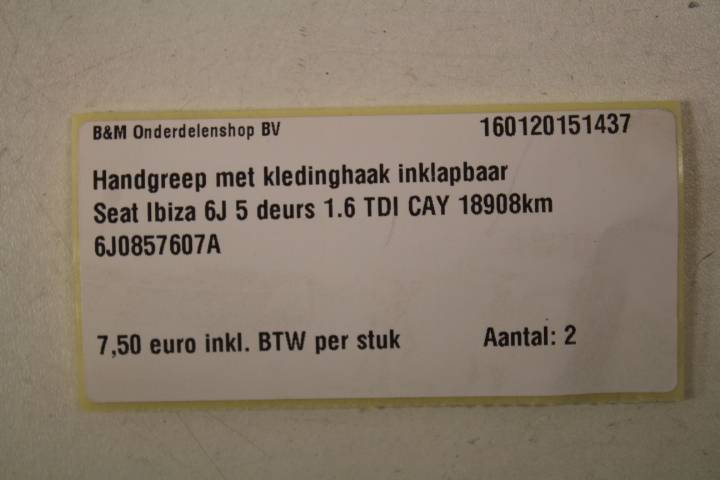 B&M Onderdelenshop BV 160120151437
Handgreep met kledinghaak inklapbaar
Seat Ibiza 6J 5 deurs 1.6 TDI CAY 18908km
6J0857607A
7,50 euro inkl. BTW per stuk Aantal: 2